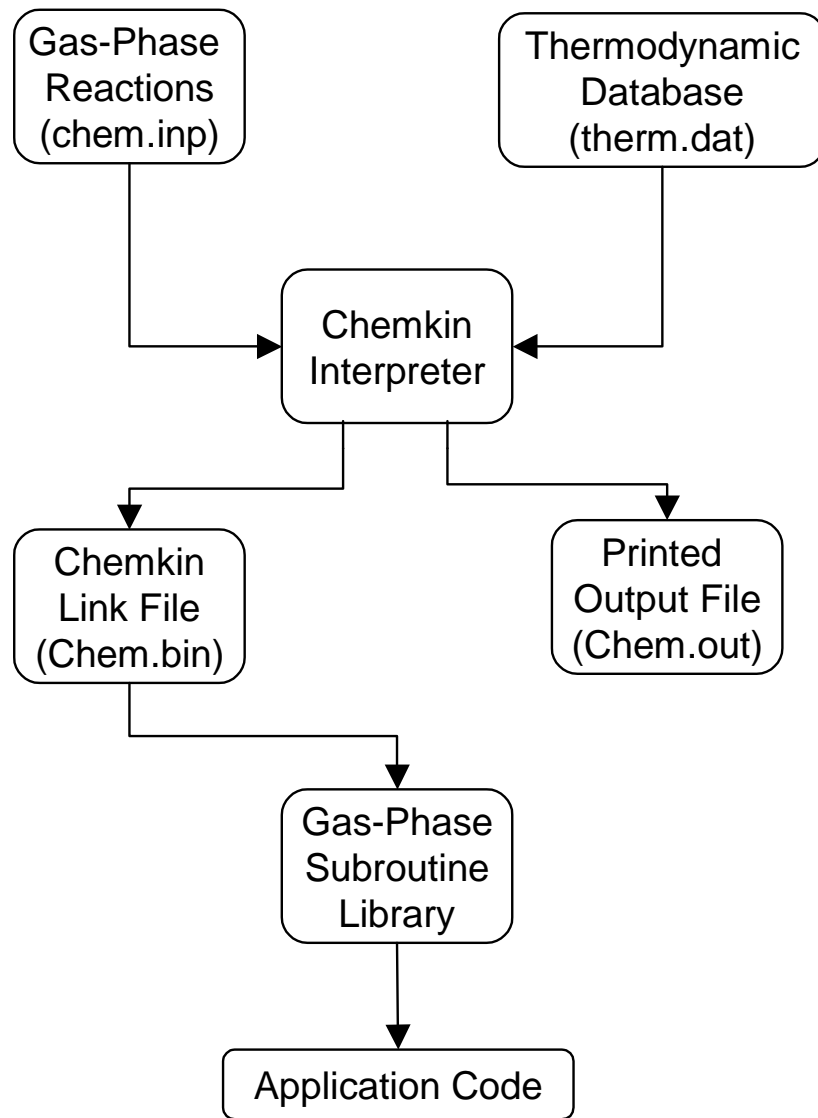 Gas-Phase
Reactions
(chem.inp)
Thermodynamic
Database
(therm.dat)
Chemkin
Interpreter
Chemkin
Link File
(Chem.bin)
Printed
Output File
(Chem.out)
Gas-Phase
Subroutine
Library
Application Code